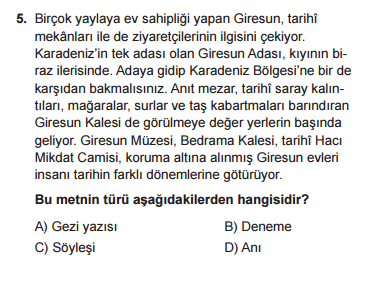 5. Birçok yaylaya ev sahipliği yapan Giresun, tarihî
mekânları ile de ziyaretçilerinin ilgisini çekiyor.
Karadeniz'in tek adası olan Giresun Adası, kıyının bi-
raz ilerisinde. Adaya gidip Karadeniz Bölgesi'ne bir de
karşıdan bakmalısınız. Anıt mezar, tarihî saray kalın-
tıları, mağaralar, surlar ve taş kabartmaları barındıran
Giresun Kalesi de görülmeye değer yerlerin başında
geliyor. Giresun Müzesi, Bedrama Kalesi, tarihî Hacı
Mikdat Camisi, koruma altına alınmış Giresun evleri
insanı tarihin farklı dönemlerine götürüyor.
Bu metnin türü aşağıdakilerden hangisidir?
A) Gezi yazısı B) Deneme
C) Söyleşi D) Anı